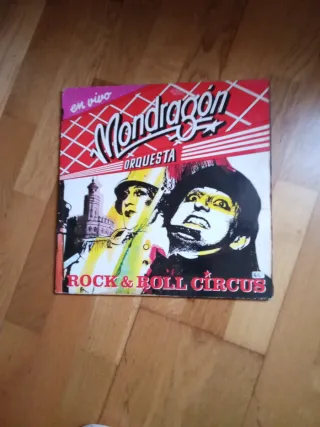 en vivo
Mondragón
ORQUESTA
ROCK & ROLL CIRCUS